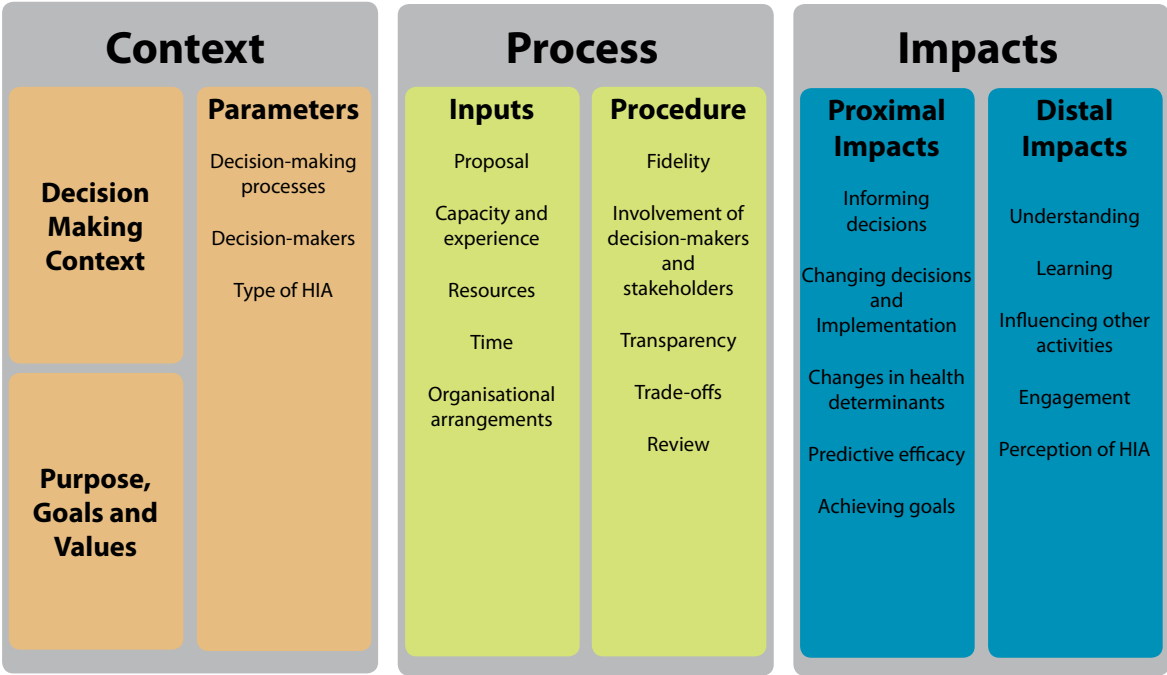 Context
Decision
Making
Context
Purpose,
Goals and
Values
Parameters
Decision-making
processes
Decision-makers
Type of HIA
Process
Inputs
Proposal
Capacity and
experience
Resources
Time
Organisational
arrangements
Procedure
Fidelity
Involvement of
decision-makers
and
stakeholders
Transparency
Trade-offs
Review
Impacts
Proximal
Impacts
Informing
decisions
Changing decisions
and
Implementation
Changes in health
determinants
Predictive efficacy
Achieving goals
Distal
Impacts
Understanding
Learning
Influencing other
activities
Engagement
Perception of HIA